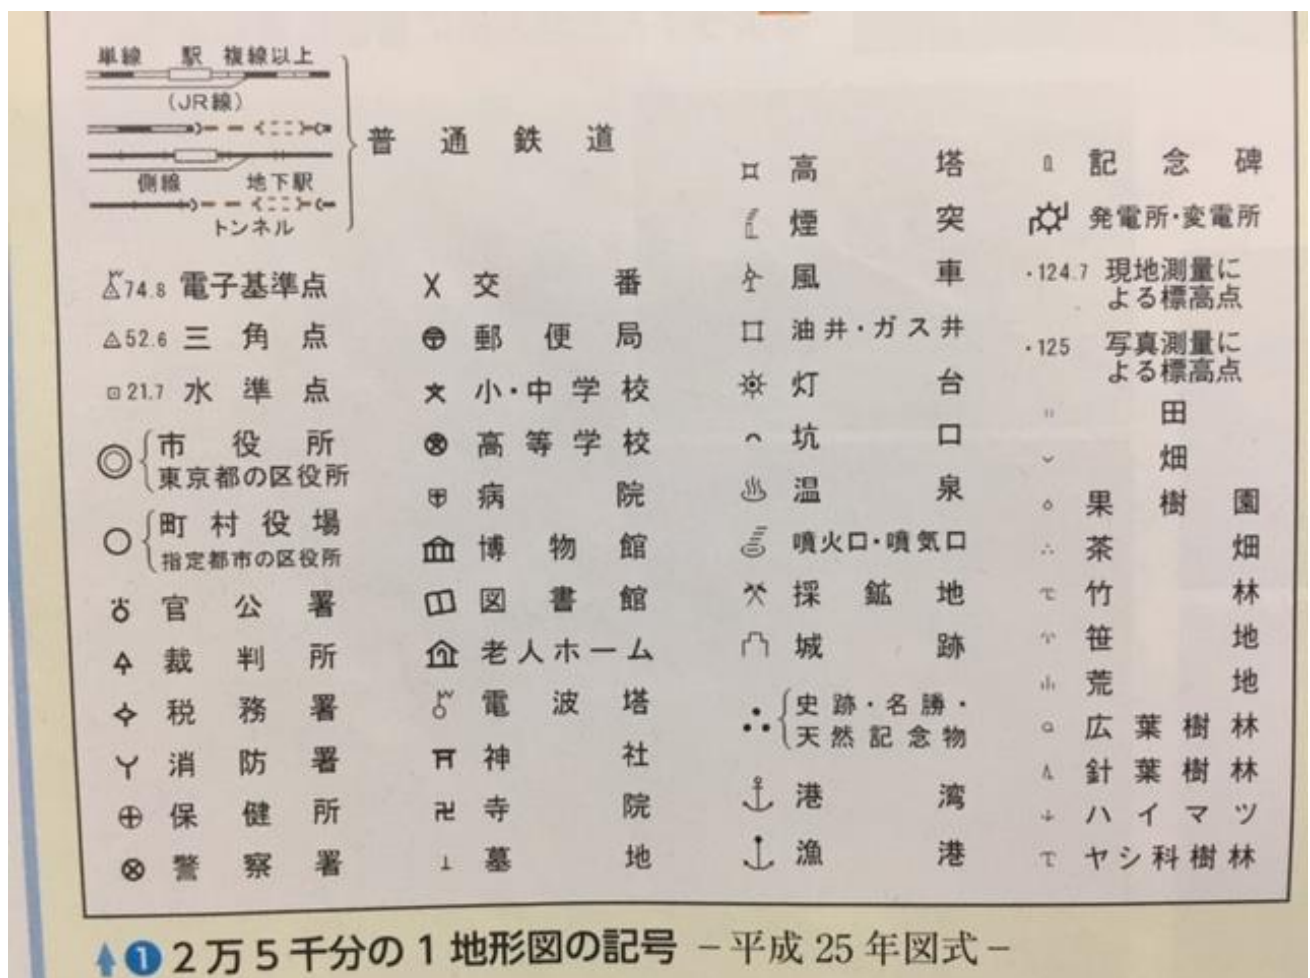 単線 駅 複線以上
(JR線)
側線 地下駅
トンネル
普通鉄道
74.8 電子基準点
52.6 三角点
21.7 水準点
市役所
東京都の区役所
町村役場
指定都市の区役所
官公署
裁判所
税務署
消防署
保健所
警察署
交番
郵便局
小・中学校
高等学校
病院
博物館
図書館
老人ホーム
電波塔
神社
寺院
墓地
高塔
煙突
風車
油井・ガス井
灯台
坑口
温泉
噴火口・噴気口
採鉱地
城跡
史跡・名勝・
天然記念物
港湾
漁港
記念碑
発電所・変電所
・124.7 現地測量に
よる標高点
・125 写真測量に
よる標高点
田
畑
果樹園
茶畑
竹林
笹地
荒地
広葉樹林
針葉樹林
ハイマツ
ヤシ科樹林
1 2万5千分の1地形図の記号 −平成25年図式−